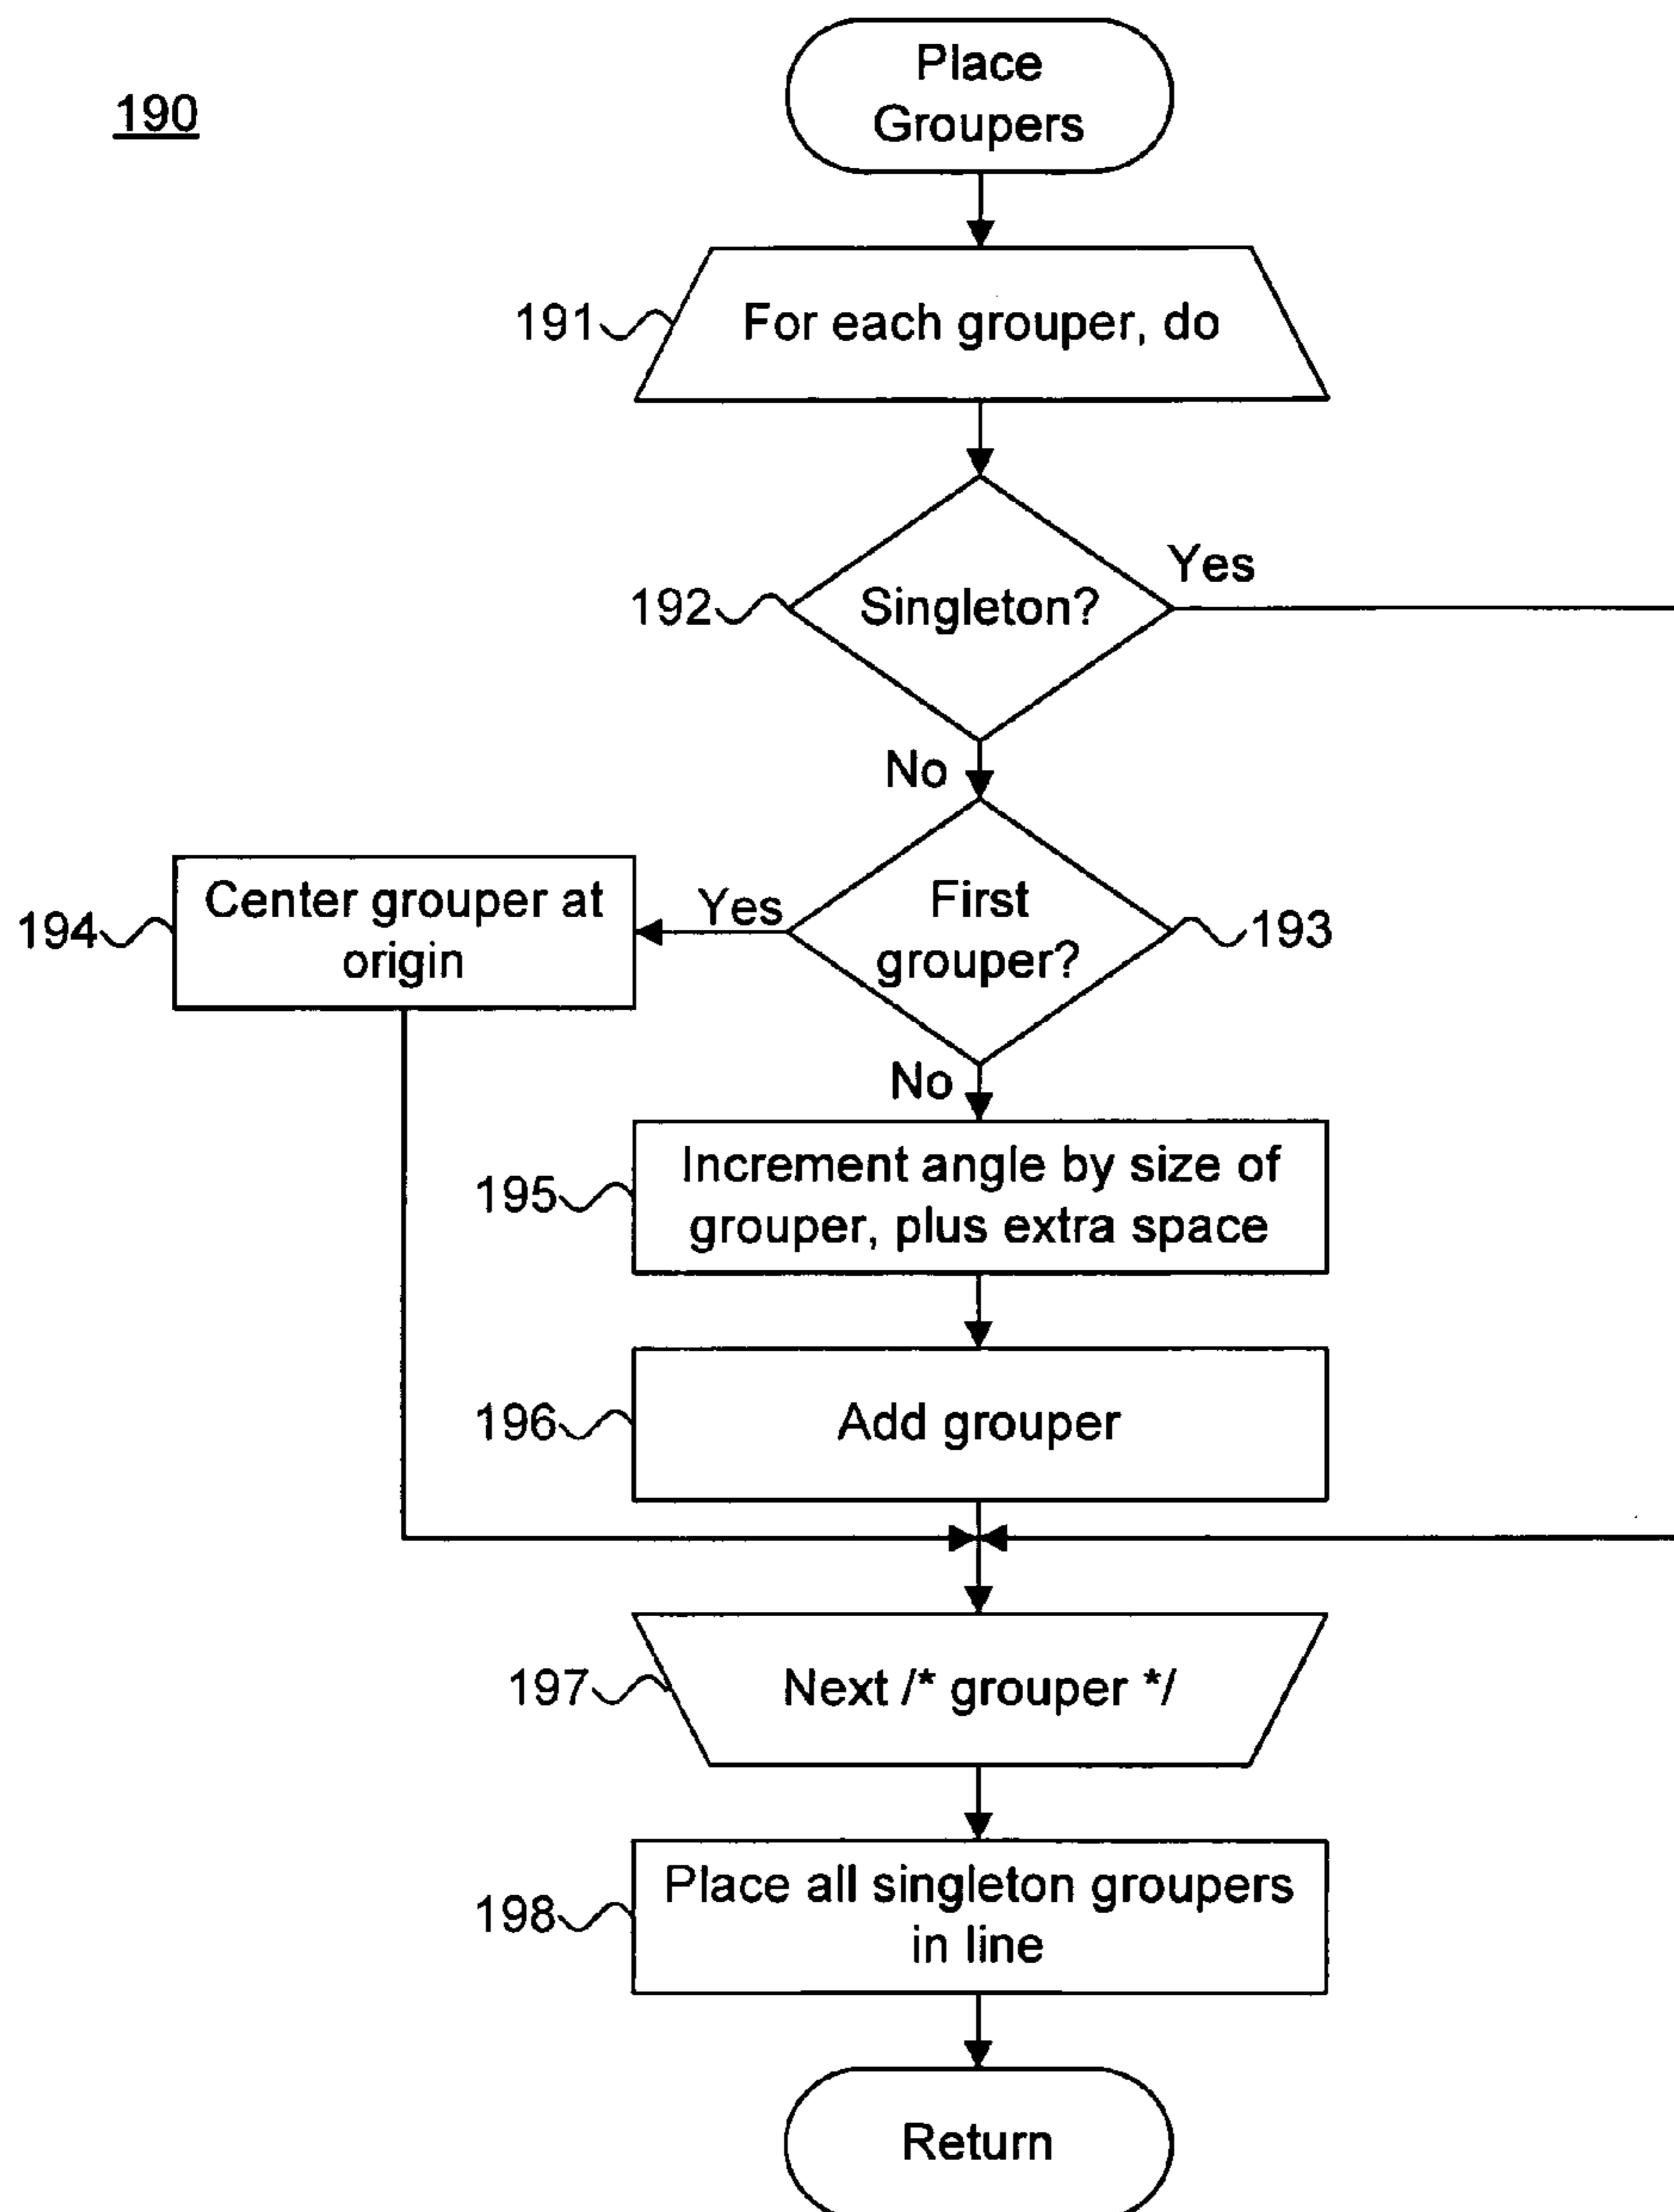 190
Place
Groupers
191
For each grouper, do
192
Singleton?
Yes
No
194
Center grouper at
origin
Yes
First
grouper?
193
No
195
Increment angle by size of
grouper, plus extra space
196
Add grouper
197
Next /* grouper */
198
Place all singleton groupers
in line
Return